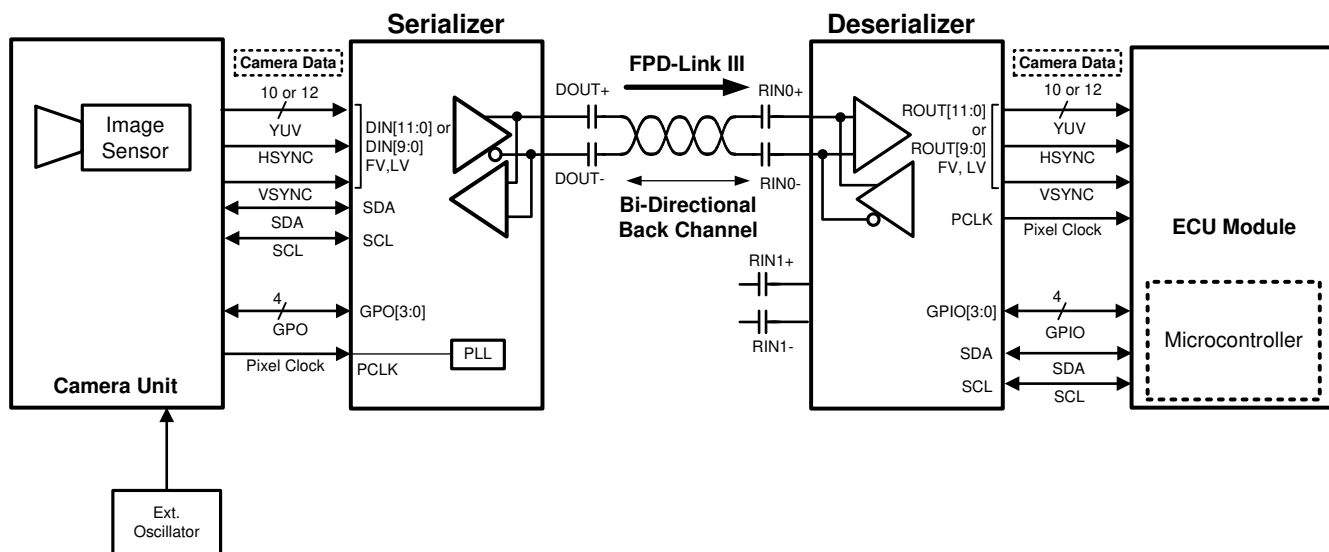 Serializer
Deserializer
Camera Data
FPD-Link III
Camera Data
Image
Sensor
10 or 12
YUV
HSYNC
VSYNC
SDA
SCL
4
GPO
Pixel Clock
Camera Unit
Ext.
Oscillator
DIN[11:0] or
DIN[9:0]
FV,LV
SDA
SCL
GPO[3:0]
PCLK
PLL
DOUT+
DOUT-
RIN0+
RIN0-
Bi-Directional
Back Channel
RIN1+
RIN1-
ROUT[11:0]
or
ROUT[9:0]
FV, LV
PCLK
GPIO[3:0]
SDA
SCL
10 or 12
YUV
HSYNC
VSYNC
Pixel Clock
4
GPIO
SDA
SCL
ECU Module
Microcontroller